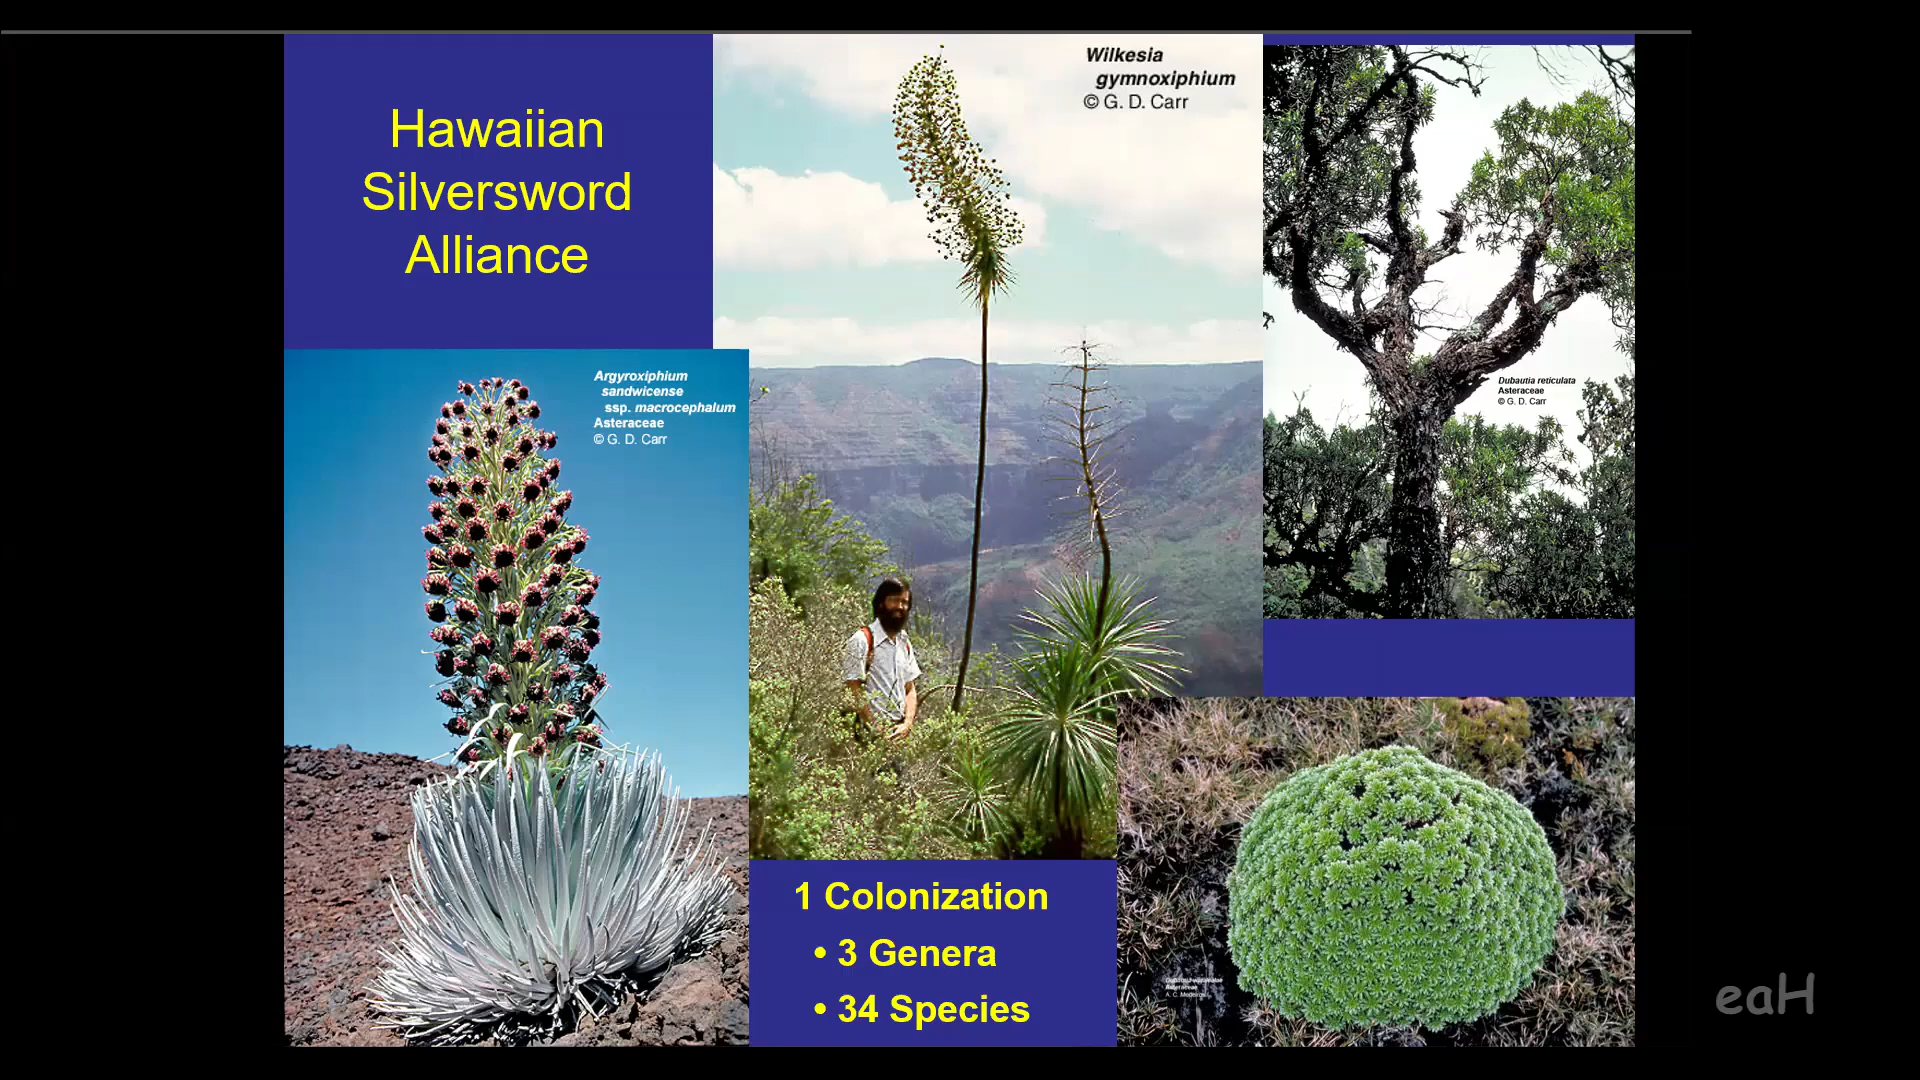 Hawaiian
Silversword
Alliance
Wilkesia
gymnoxiphium
© G. D. Carr
Dubautia reticulata
Asteraceae
© G. D. Carr
Argyroxiphium
sandwicense
ssp. macrocephalum
Asteraceae
© G. D. Carr
1 Colonization
• 3 Genera
• 34 Species
Asteraceae
eaH